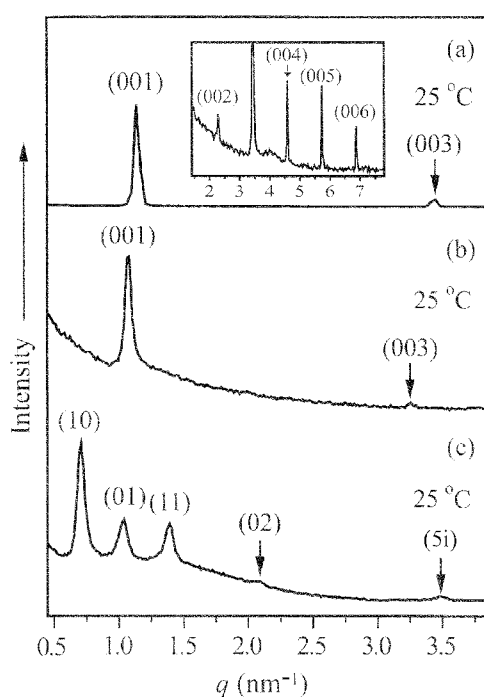 (a)
25 °C
(001)
(002)
(004)
(005)
(006)
2 3 4 5 6 7
(003)
(b)
25 °C
(001)
(003)
(c)
25 °C
(10)
(01)
(11)
(02)
(5i)
Intensity
0.5 1.0 1.5 2.0 2.5 3.0 3.5
q (nm⁻¹)